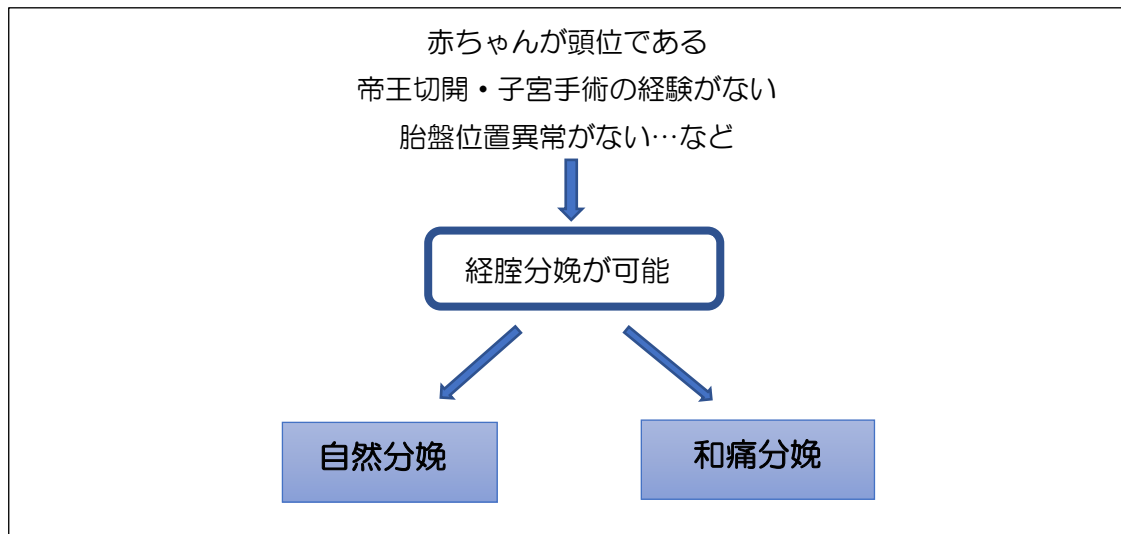 赤ちゃんが頭位である
帝王切開・子宮手術の経験がない
胎盤位置異常がない…など
経腟分娩が可能
自然分娩
和痛分娩